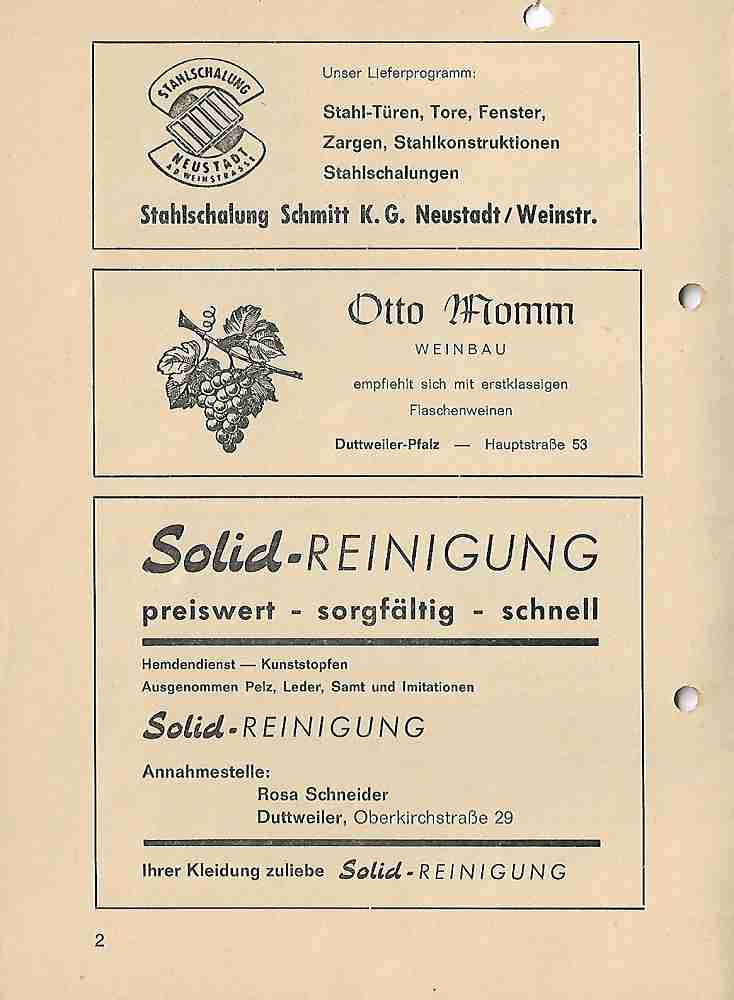 STAHLSCHALUNG
NEUSTADT
A.D. WEINSTRASSE
Unser Lieferprogramm:
Stahl-Türen, Tore, Fenster,
Zargen, Stahlkonstruktionen
Stahlschalungen
Stahlschalung Schmitt K.G. Neustadt/Weinstr.
Otto Momm
WEINBAU
empfiehlt sich mit erstklassigen
Flaschenweinen
Duttweiler-Pfalz — Hauptstraße 53
Solid-REINIGUNG
preiswert - sorgfältig - schnell
Hemdendienst — Kunststopfen
Ausgenommen Pelz, Leder, Samt und Imitationen
Solid-REINIGUNG
Annahmestelle:
Rosa Schneider
Duttweiler, Oberkirchstraße 29
Ihrer Kleidung zuliebe Solid-REINIGUNG
2